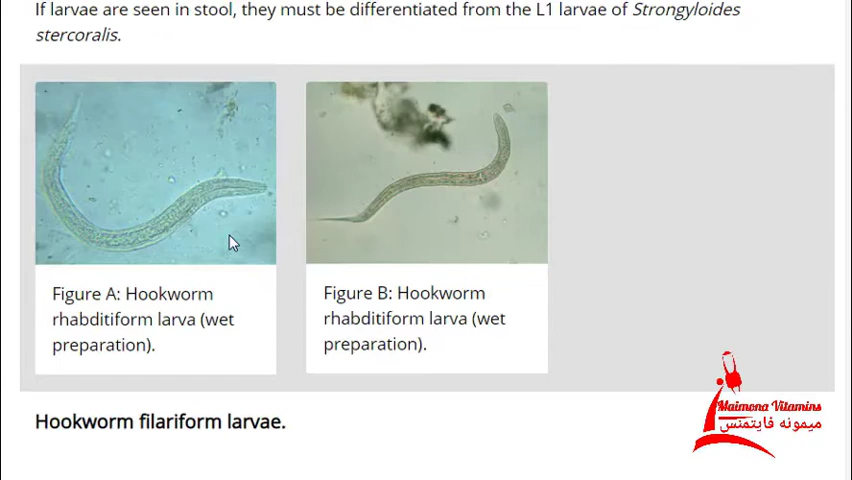 If larvae are seen in stool, they must be differentiated from the L1 larvae of Strongyloides
stercoralis.
Figure A: Hookworm
rhabditiform larva (wet
preparation).
Figure B: Hookworm
rhabditiform larva (wet
preparation).
Hookworm filariform larvae.
Maimona Vitamins
ميمونه فايتمنس